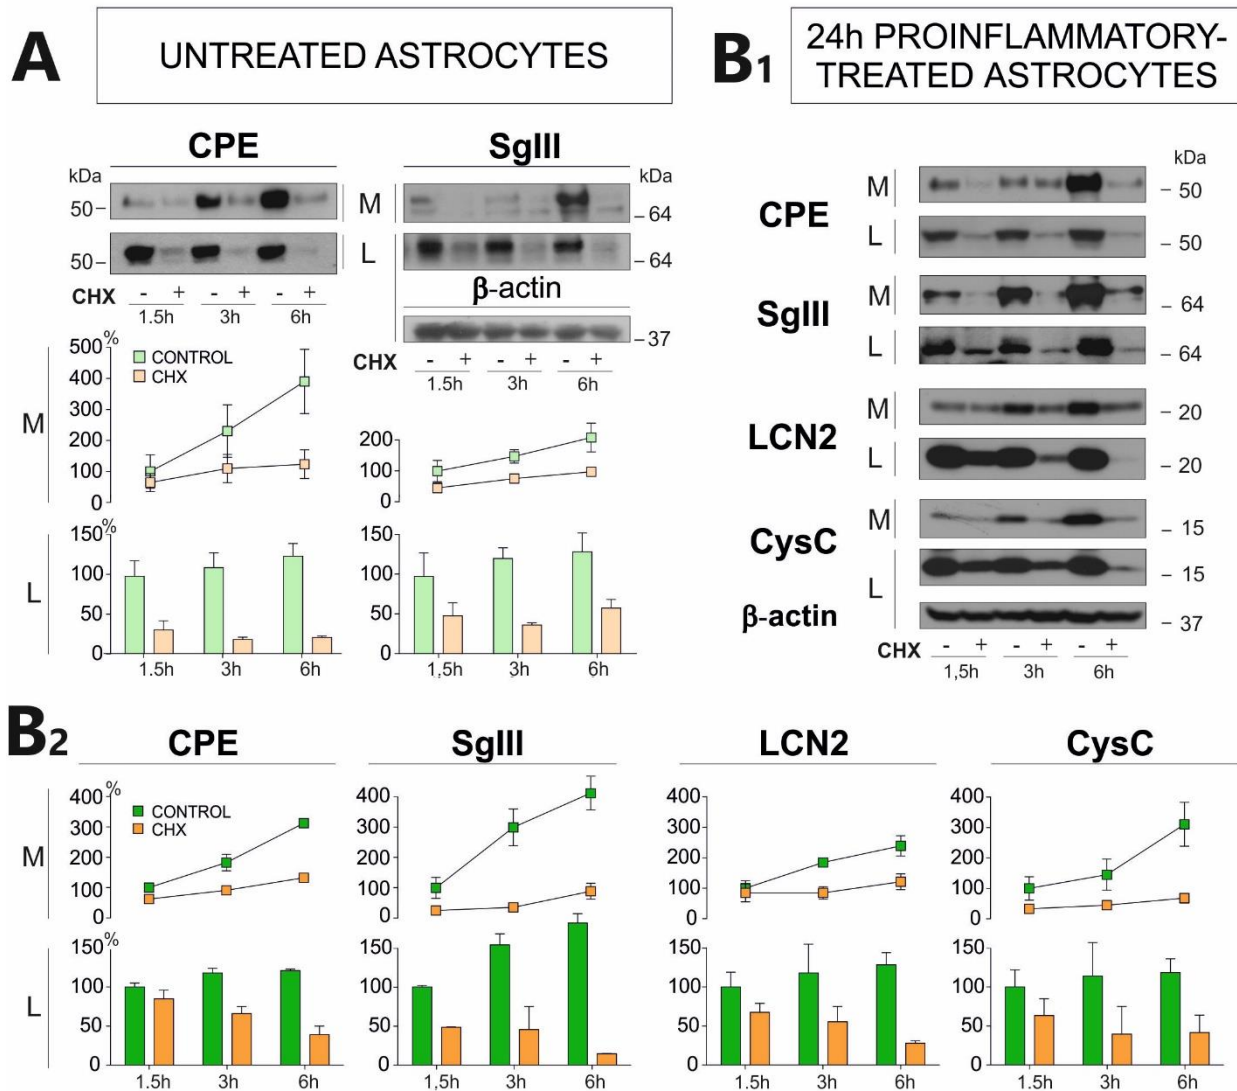 A
UNTREATED ASTROCYTES
B1
24h PROINFLAMMATORY-
TREATED ASTROCYTES
CPE
SgIII
kDa
50
M
kDa
64
50
L
64
CHX - + - + - +
1.5h 3h 6h
β-actin
37
CHX - + - + - +
1.5h 3h 6h
M
500 %
400
300
200
100
0
CONTROL
CHX
200
100
0
L
150 %
100
50
0
1.5h 3h 6h
150
100
50
0
1,5h 3h 6h
kDa
CPE
M 50
L 50
SgIII
M 64
L 64
LCN2
M 20
L 20
CysC
M 15
L 15
β-actin 37
CHX - + - + - +
1,5h 3h 6h
B2
CPE
SgIII
LCN2
CysC
M
400 %
300
200
100
0
CONTROL
CHX
400
300
200
100
0
400
300
200
100
0
400
300
200
100
0
L
150 %
100
50
0
1.5h 3h 6h
150
100
50
0
1,5h 3h 6h
150
100
50
0
1,5h 3h 6h
150
100
50
0
1,5h 3h 6h